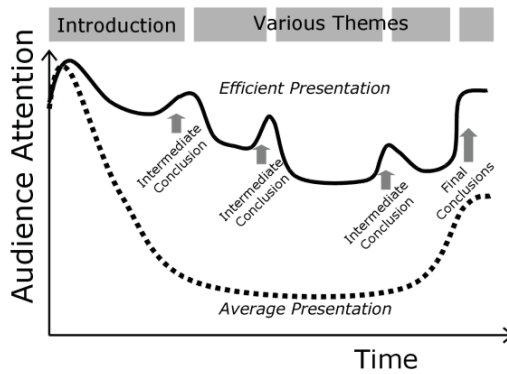 Introduction
Various Themes
Audience Attention
Efficient Presentation
Intermediate
Conclusion
Intermediate
Conclusion
Intermediate
Conclusion
Final
Conclusions
Average Presentation
Time